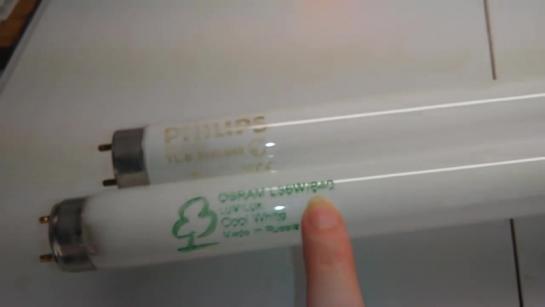 PHILIPS
OSRAM L36W/840
LUMILUX
Cool White
Made in Russia